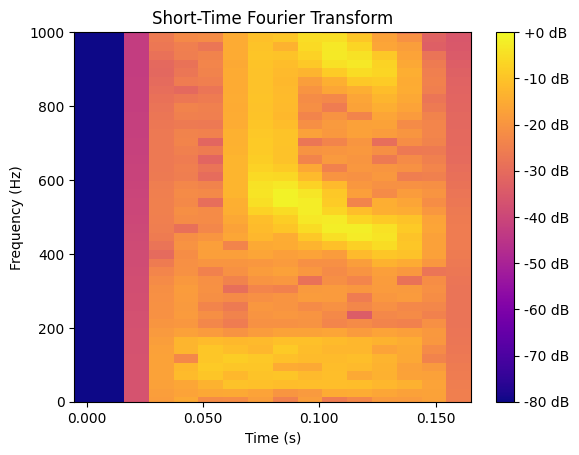 Short-Time Fourier Transform
1000
800
600
400
200
0
Frequency (Hz)
0.000
0.050
0.100
0.150
Time (s)
+0 dB
-10 dB
-20 dB
-30 dB
-40 dB
-50 dB
-60 dB
-70 dB
-80 dB